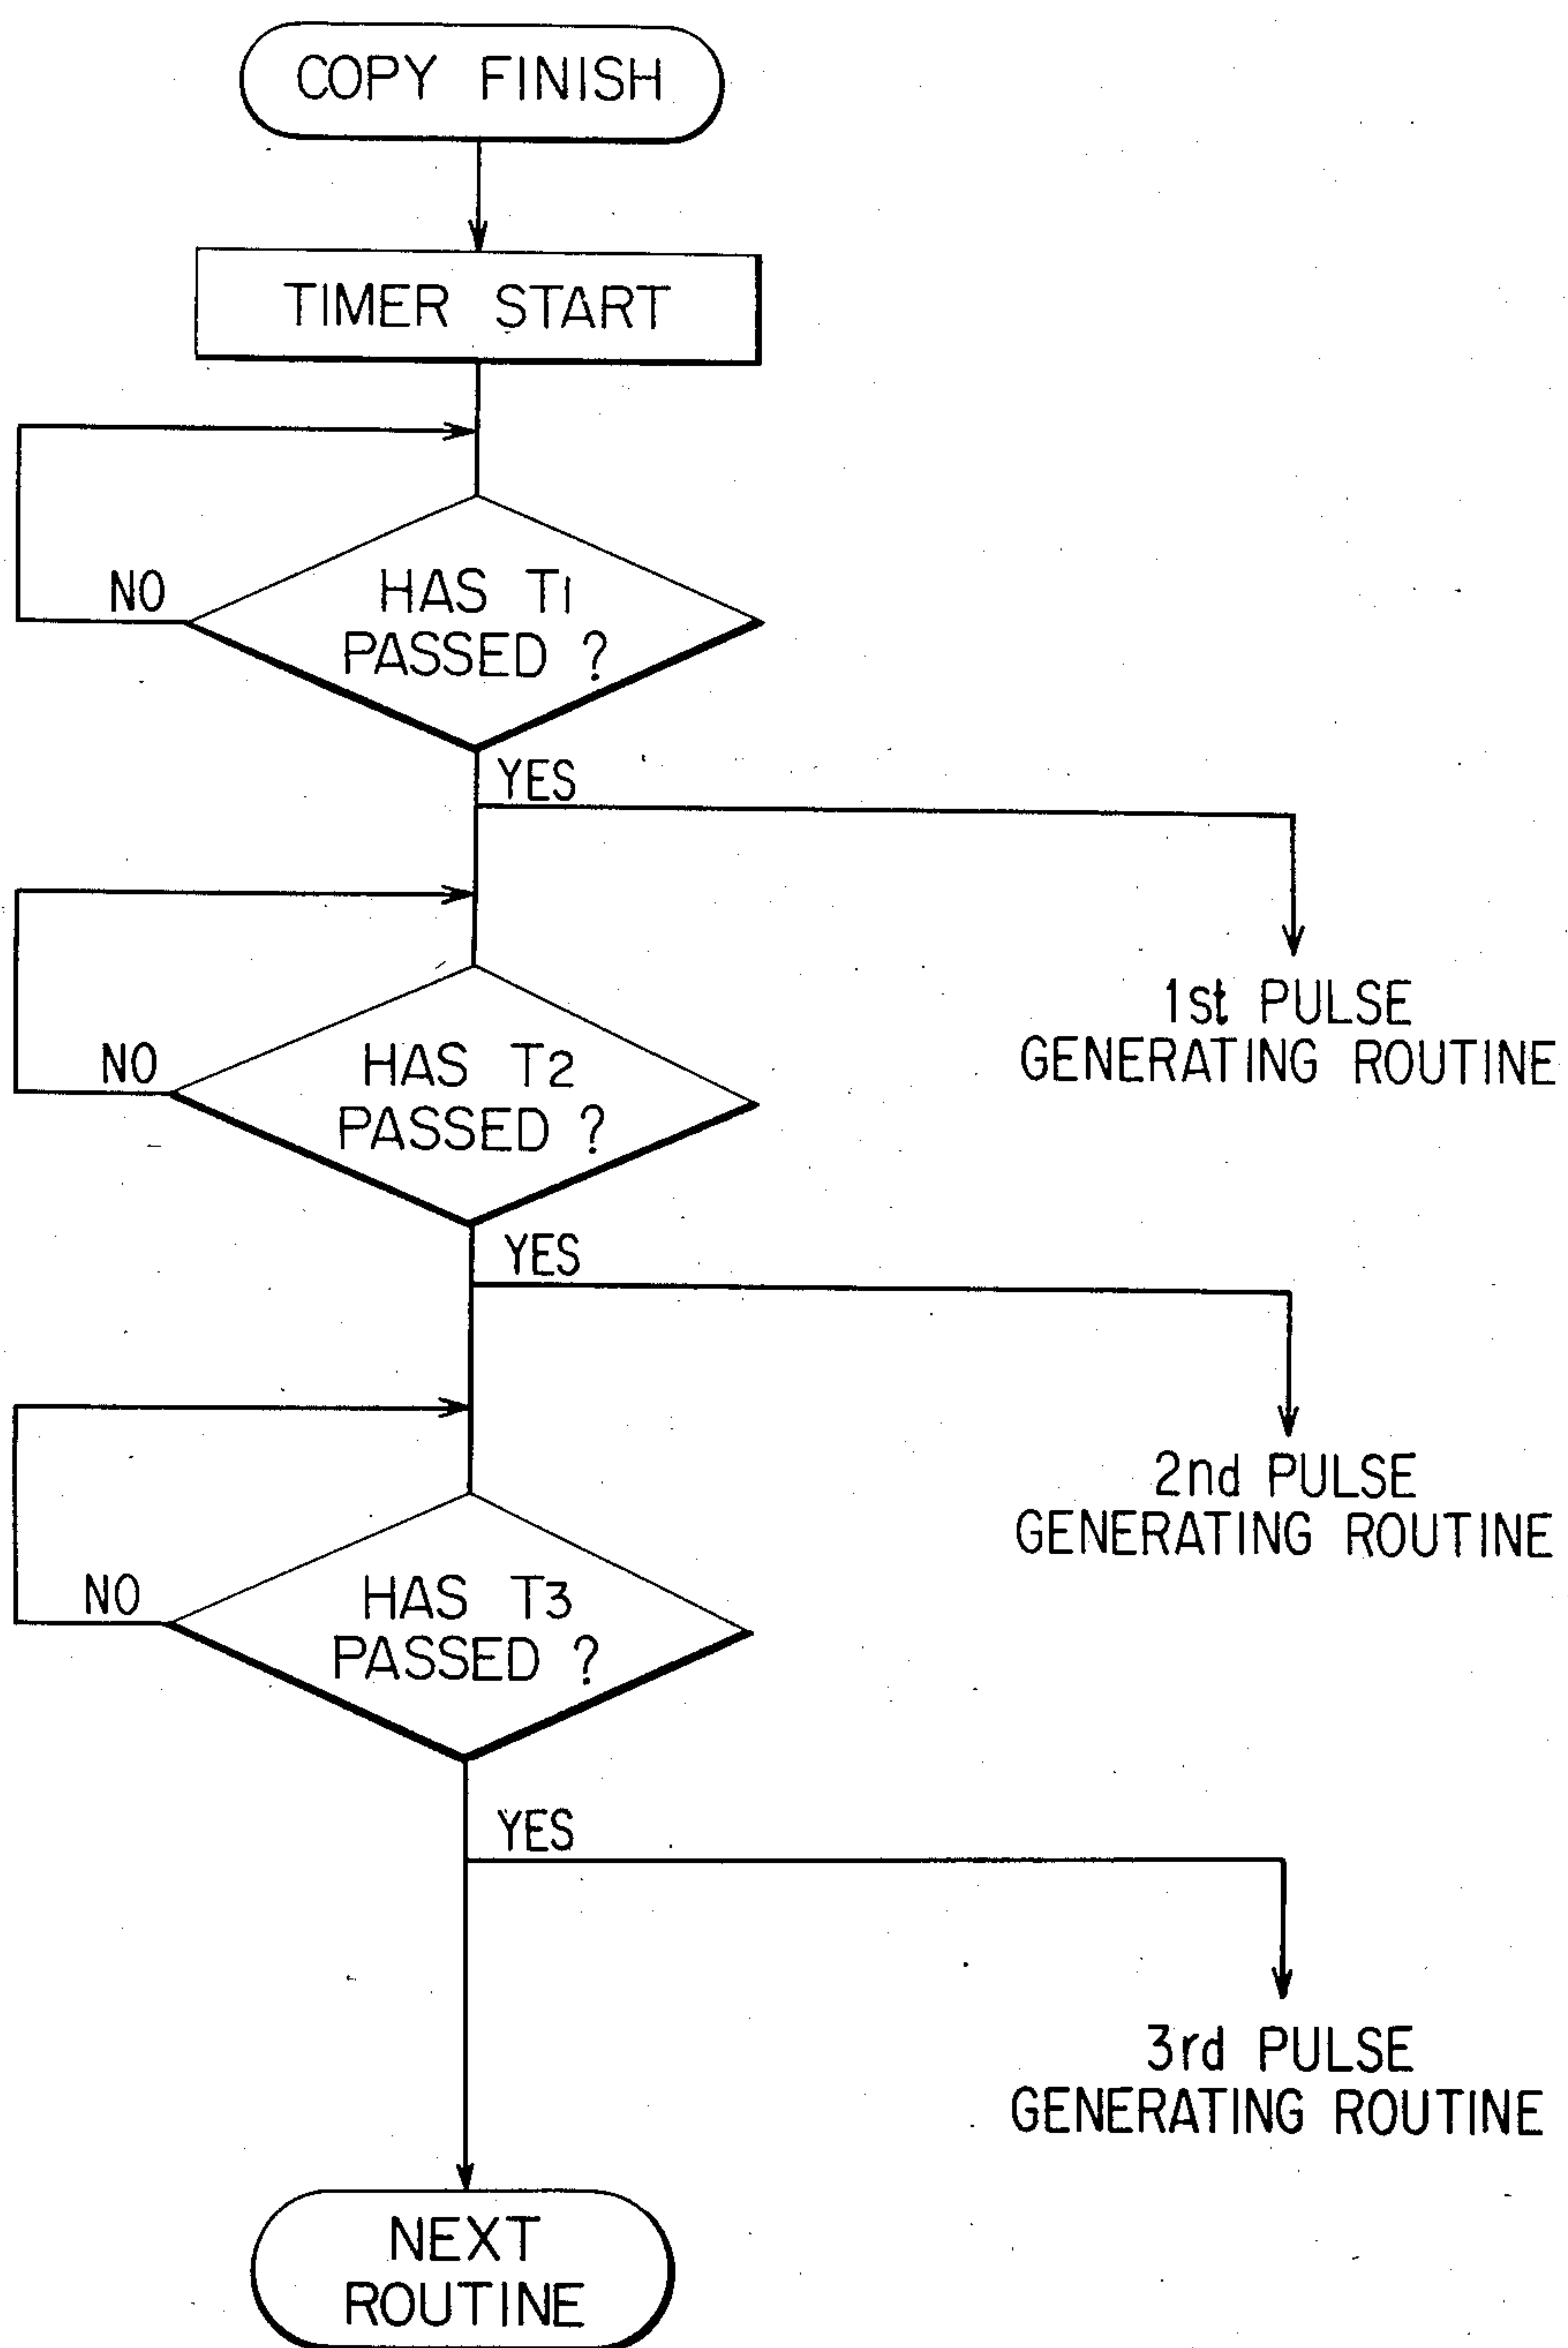 COPY FINISH
TIMER START
NO
HAS T1
PASSED ?
YES
1st PULSE
GENERATING ROUTINE
NO
HAS T2
PASSED ?
YES
2nd PULSE
GENERATING ROUTINE
NO
HAS T3
PASSED ?
YES
3rd PULSE
GENERATING ROUTINE
NEXT
ROUTINE